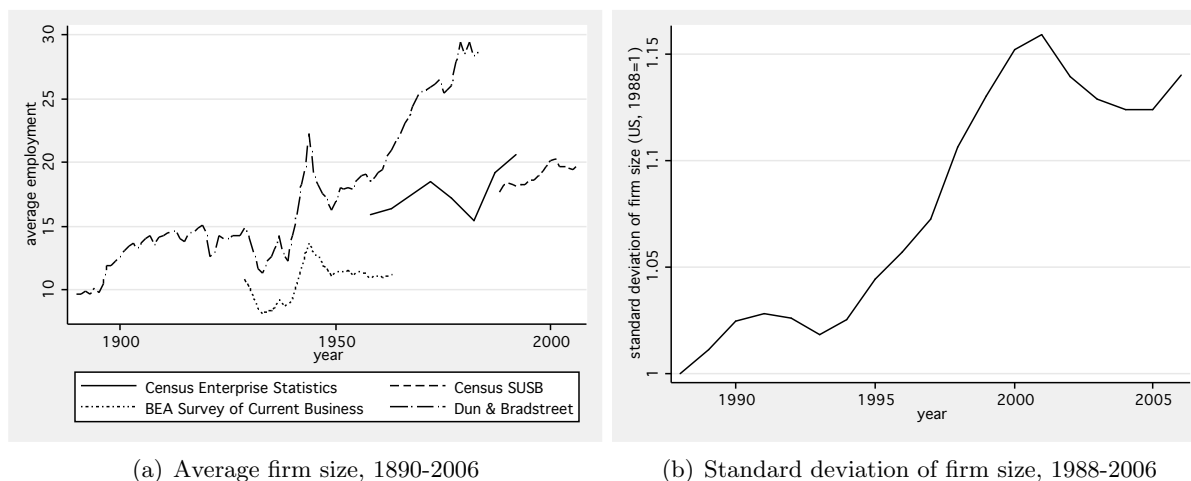 30
25
20
15
10
average employment
1900
1950
2000
year
Census Enterprise Statistics
Census SUSB
BEA Survey of Current Business
Dun & Bradstreet
(a) Average firm size, 1890-2006
1.15
1.1
1.05
1
standard deviation of firm size (US, 1988=1)
1990
1995
2000
2005
year
(b) Standard deviation of firm size, 1988-2006